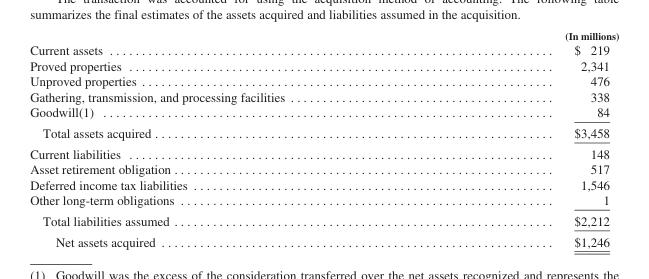 The transaction was accounted for using the acquisition method of accounting. The following table
summarizes the final estimates of the assets acquired and liabilities assumed in the acquisition.
(In millions)
Current assets $ 219
Proved properties 2,341
Unproved properties 476
Gathering, transmission, and processing facilities 338
Goodwill(1) 84
Total assets acquired $3,458
Current liabilities 148
Asset retirement obligation 517
Deferred income tax liabilities 1,546
Other long-term obligations 1
Total liabilities assumed $2,212
Net assets acquired $1,246
(1) Goodwill was the excess of the consideration transferred over the net assets recognized and represents the